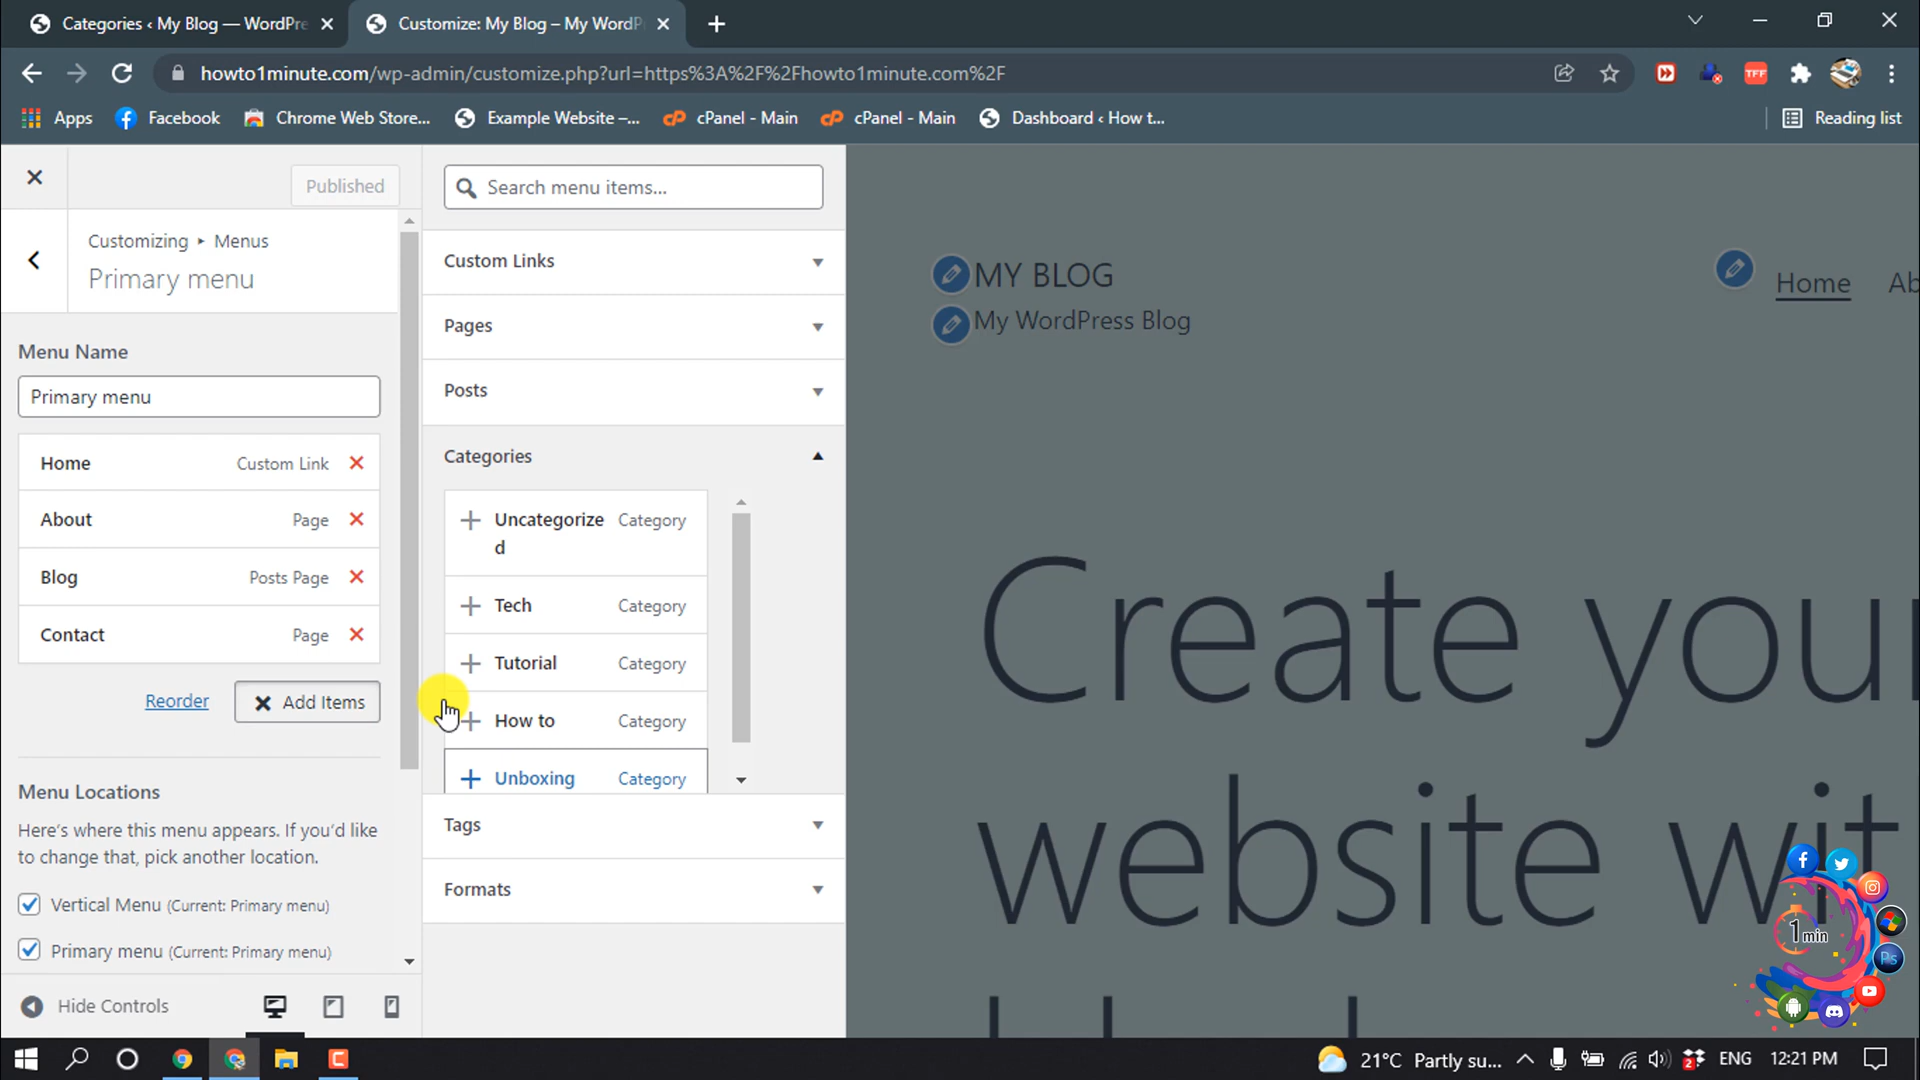 Categories ‹ My Blog — WordPre
Customize: My Blog – My WordP
howto1minute.com/wp-admin/customize.php?url=https%3A%2F%2Fhowto1minute.com%2F
TFF
Apps
Facebook
Chrome Web Store...
Example Website –...
cPanel - Main
cPanel - Main
Dashboard ‹ How t...
Reading list
Published
Customizing ▸ Menus
Primary menu
Menu Name
Primary menu
Home Custom Link
About Page
Blog Posts Page
Contact Page
Reorder
Add Items
Menu Locations
Here's where this menu appears. If you'd like
to change that, pick another location.
Vertical Menu (Current: Primary menu)
Primary menu (Current: Primary menu)
Hide Controls
Search menu items...
Custom Links
Pages
Posts
Categories
Uncategorize Category
d
Tech Category
Tutorial Category
How to Category
Unboxing Category
Tags
Formats
MY BLOG
My WordPress Blog
Home Ab
Create your
website wit
1 min
Ps
21°C Partly su...
2
ENG
12:21 PM